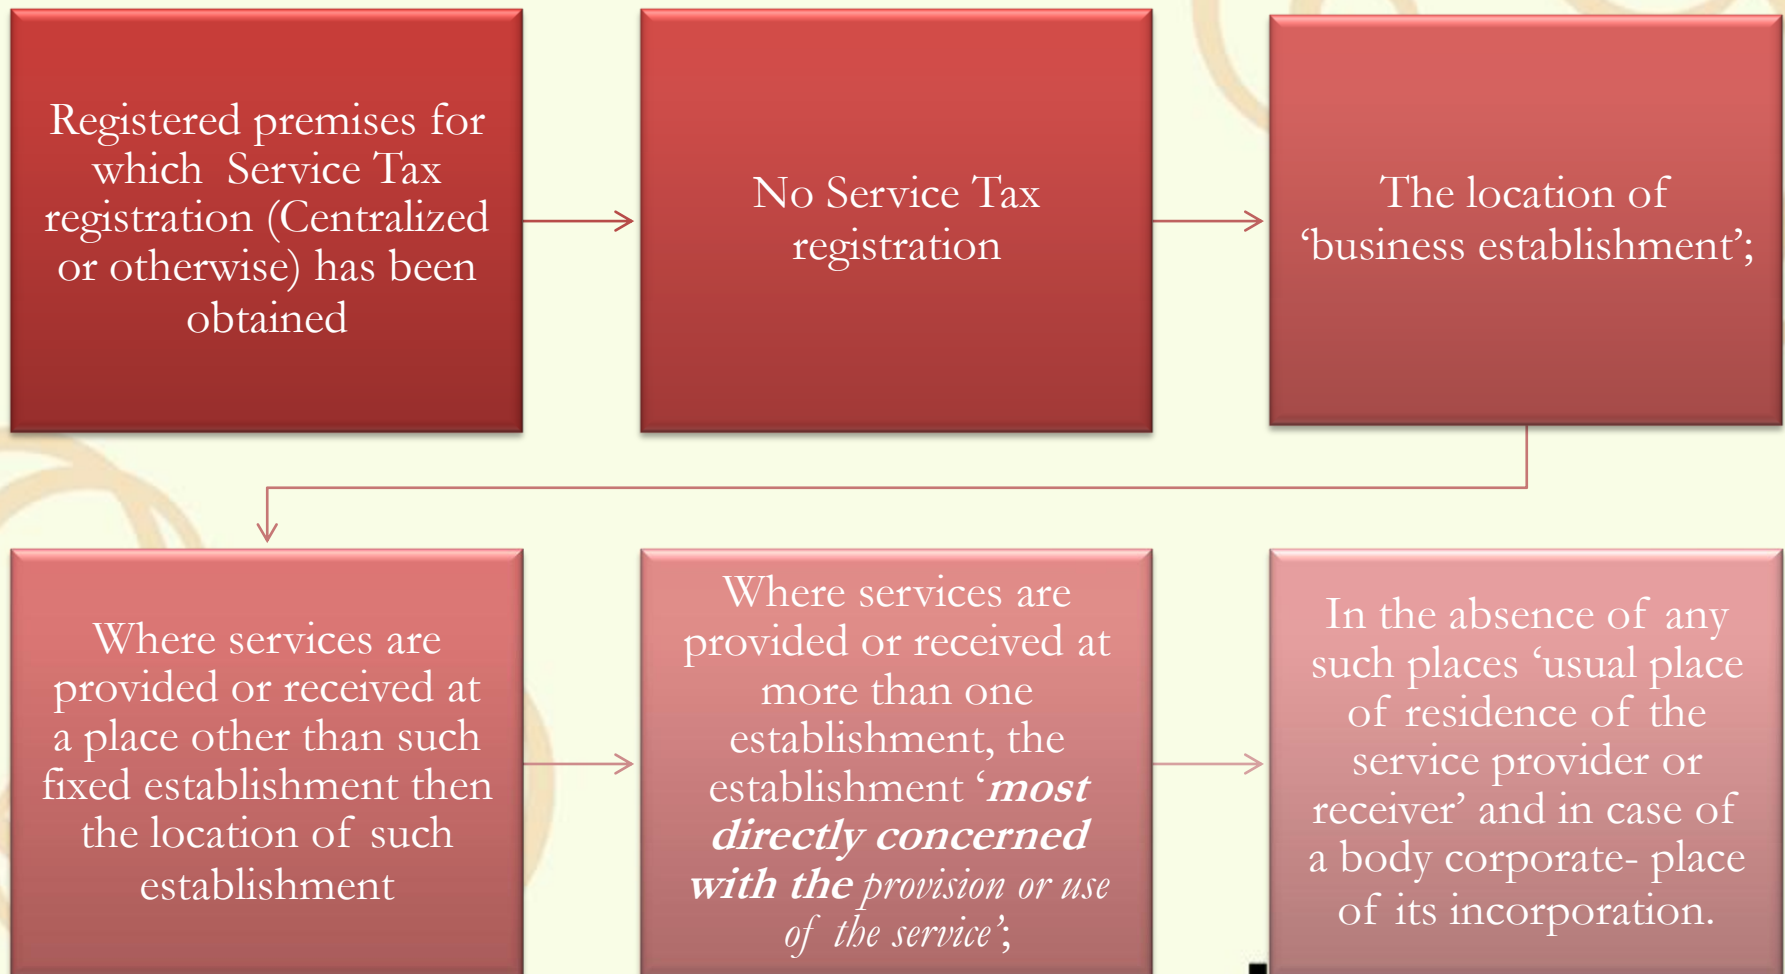 Registered premises for
which Service Tax
registration (Centralized
or otherwise) has been
obtained
No Service Tax
registration
The location of
‘business establishment’;
Where services are
provided or received at
a place other than such
fixed establishment then
the location of such
establishment
Where services are
provided or received at
more than one
establishment, the
establishment ‘most
directly concerned
with the provision or use
of the service’;
In the absence of any
such places ‘usual place
of residence of the
service provider or
receiver’ and in case of
a body corporate- place
of its incorporation.